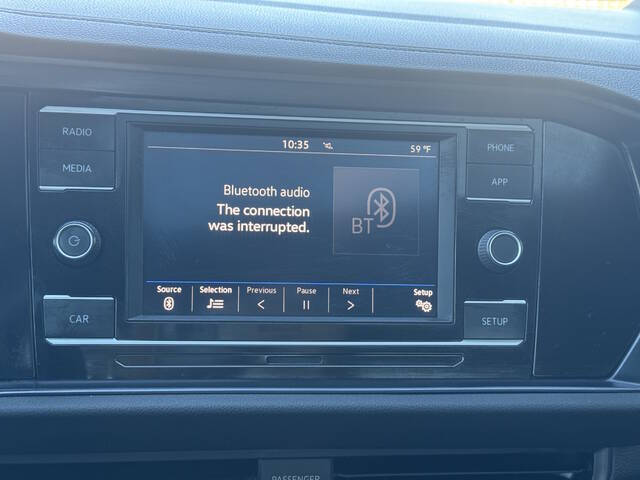 RADIO
MEDIA
10:35
59 °F
PHONE
APP
Bluetooth audio
The connection
was interrupted.
BT
Source
Selection
Previous
Pause
Next
Setup
CAR
SETUP
PASSENGER